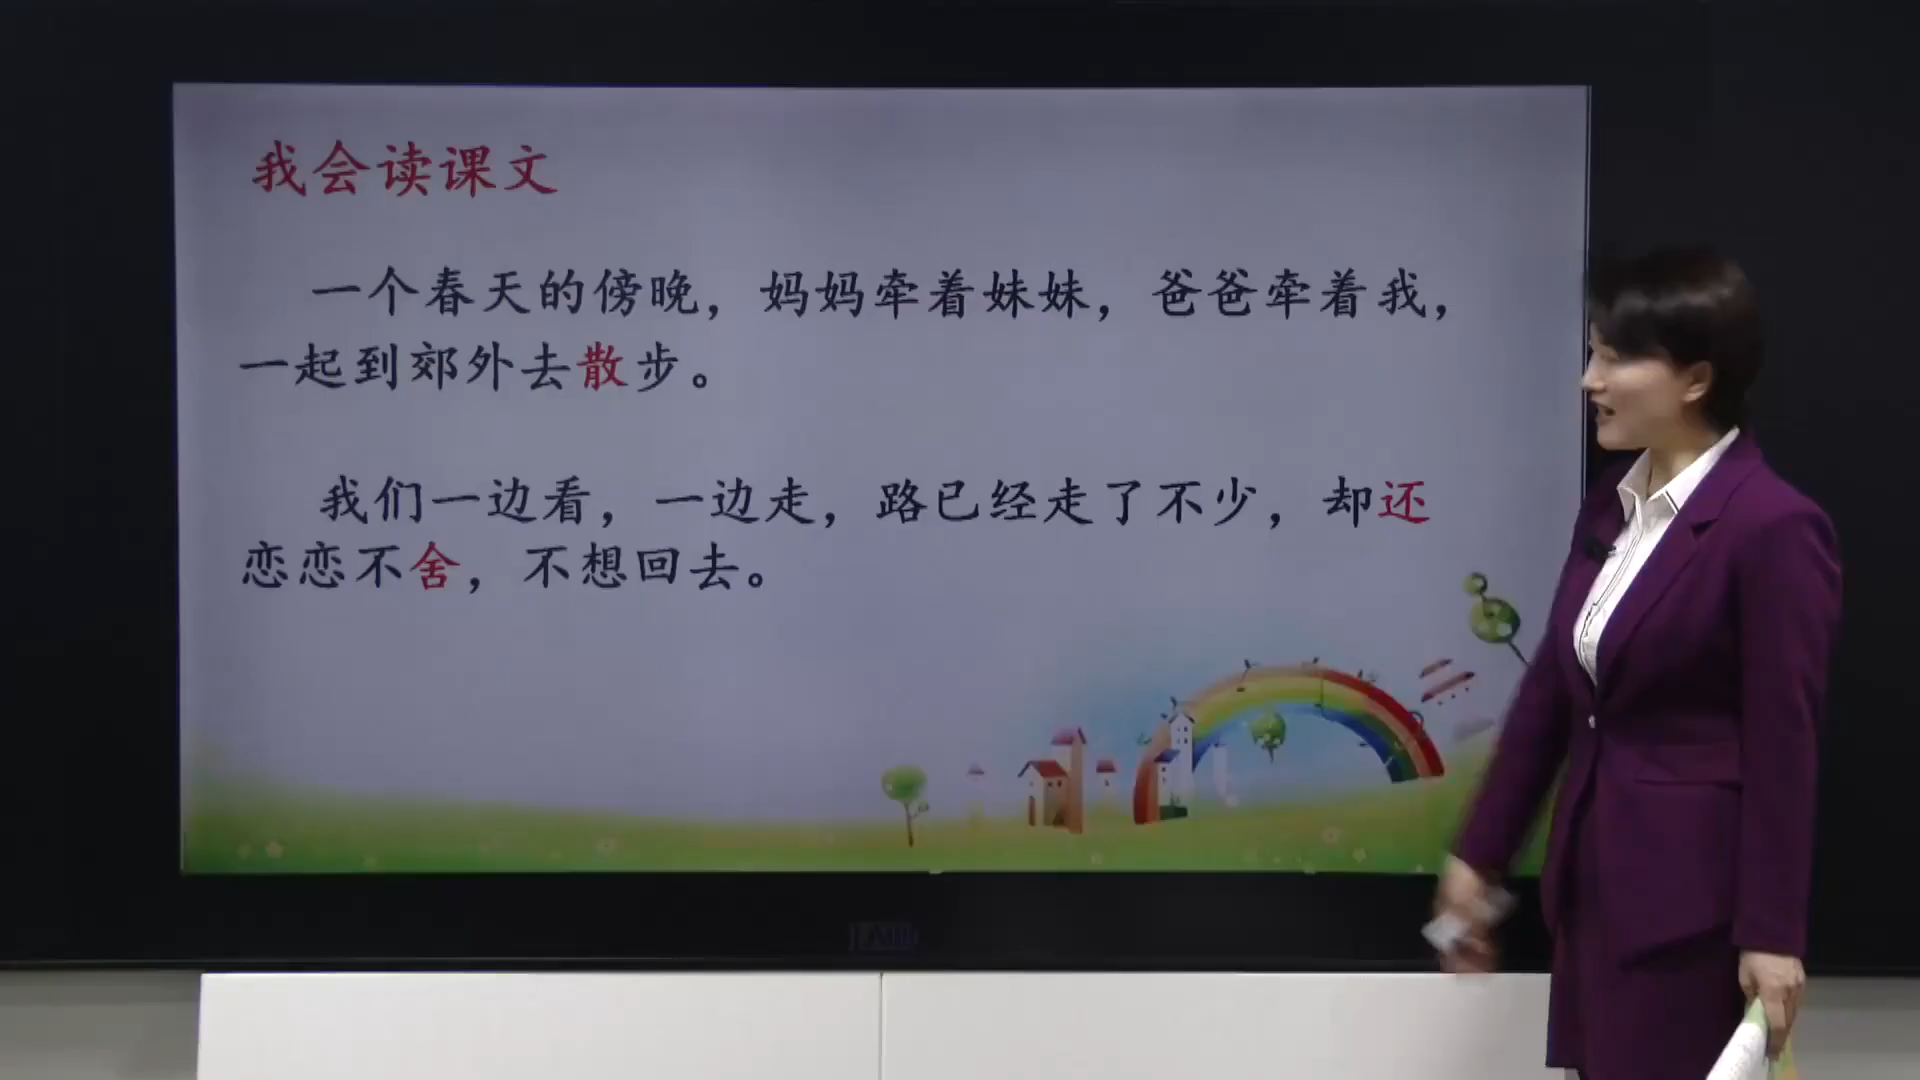 我会读课文
一个春天的傍晚，妈妈牵着妹妹，爸爸牵着我，
一起到郊外去散步。
我们一边看，一边走，路已经走了不少，却还
恋恋不舍，不想回去。